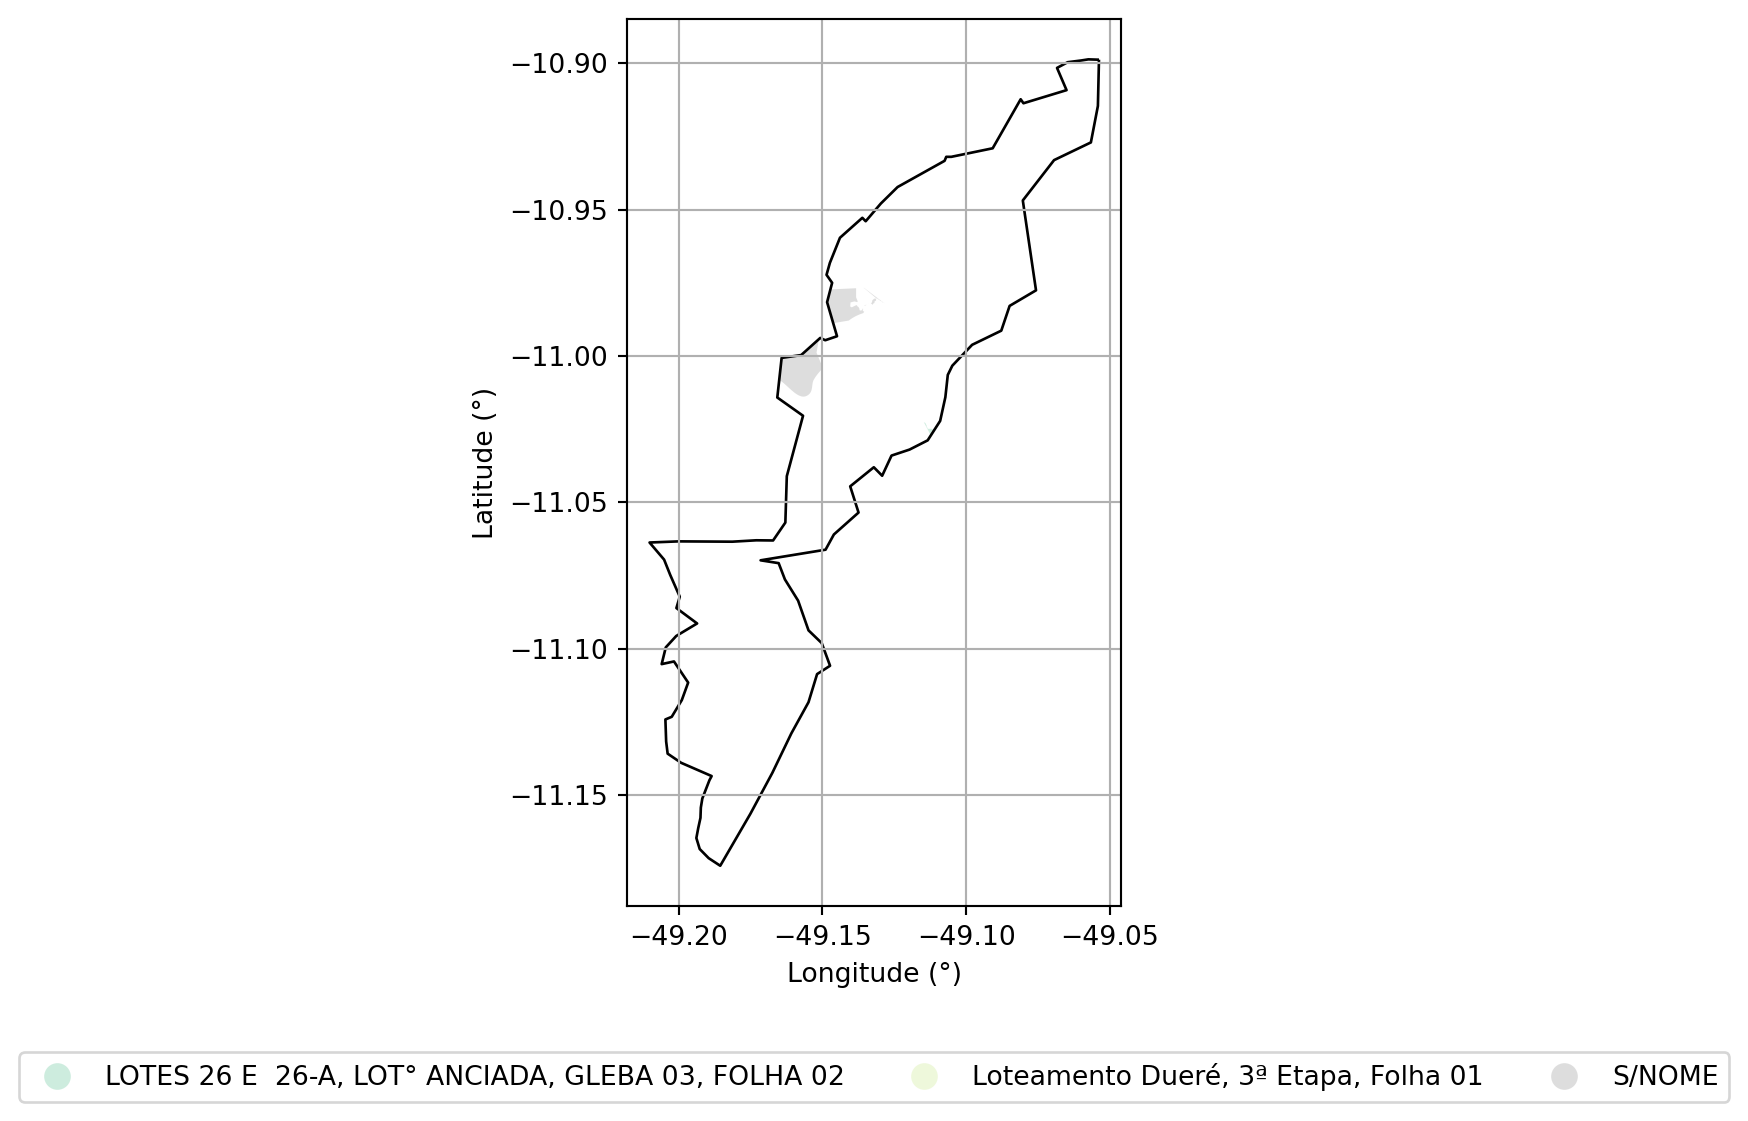 −10.90
−10.95
−11.00
−11.05
−11.10
−11.15
Latitude (°)
−49.20 −49.15 −49.10 −49.05
Longitude (°)
LOTES 26 E  26-A, LOT° ANCIADA, GLEBA 03, FOLHA 02 Loteamento Dueré, 3ª Etapa, Folha 01 S/NOME